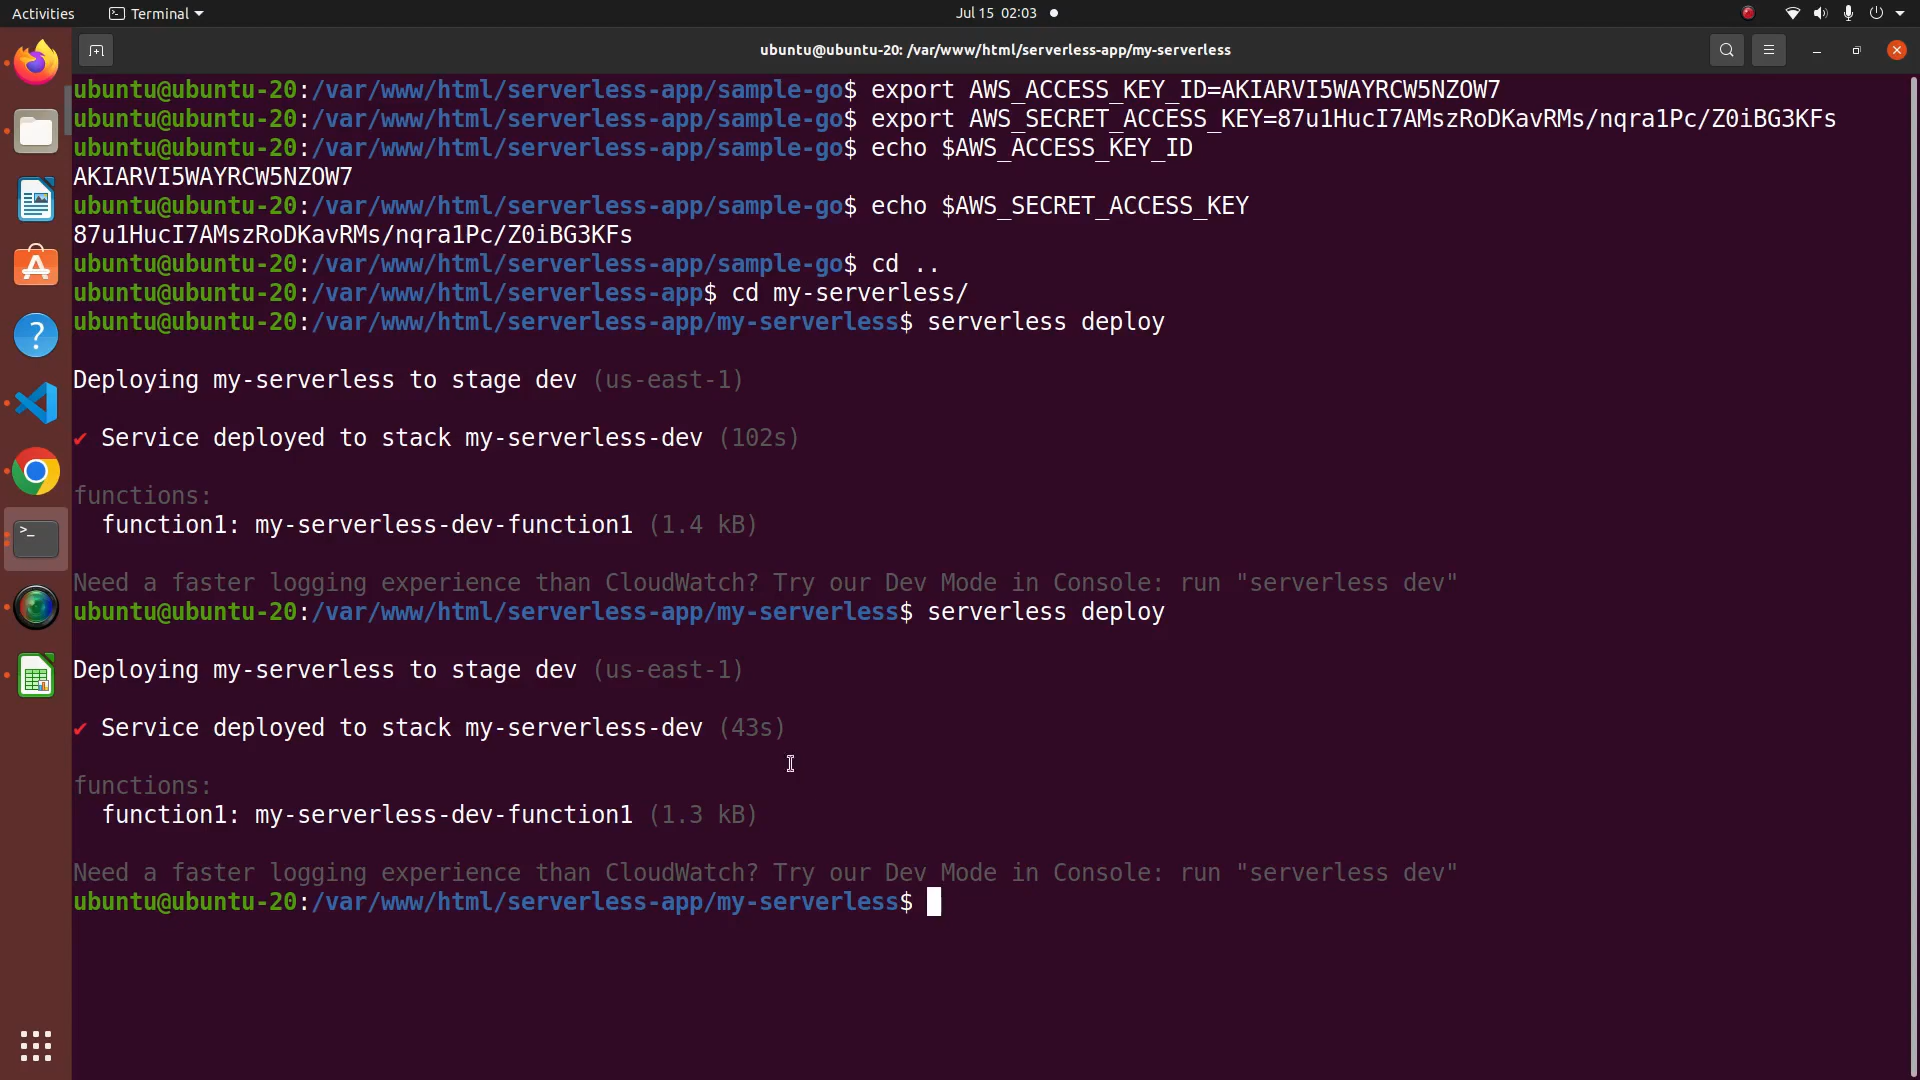 Activities
Terminal
Jul 15 02:03
ubuntu@ubuntu-20: /var/www/html/serverless-app/my-serverless
ubuntu@ubuntu-20:/var/www/html/serverless-app/sample-go$ export AWS_ACCESS_KEY_ID=AKIARVI5WAYRCW5NZOW7
ubuntu@ubuntu-20:/var/www/html/serverless-app/sample-go$ export AWS_SECRET_ACCESS_KEY=87u1HucI7AMszRoDKavRMs/nqra1Pc/Z0iBG3KFs
ubuntu@ubuntu-20:/var/www/html/serverless-app/sample-go$ echo $AWS_ACCESS_KEY_ID
AKIARVI5WAYRCW5NZOW7
ubuntu@ubuntu-20:/var/www/html/serverless-app/sample-go$ echo $AWS_SECRET_ACCESS_KEY
87u1HucI7AMszRoDKavRMs/nqra1Pc/Z0iBG3KFs
ubuntu@ubuntu-20:/var/www/html/serverless-app/sample-go$ cd ..
ubuntu@ubuntu-20:/var/www/html/serverless-app$ cd my-serverless/
ubuntu@ubuntu-20:/var/www/html/serverless-app/my-serverless$ serverless deploy
Deploying my-serverless to stage dev (us-east-1)
✔ Service deployed to stack my-serverless-dev (102s)
functions:
function1: my-serverless-dev-function1 (1.4 kB)
Need a faster logging experience than CloudWatch? Try our Dev Mode in Console: run "serverless dev"
ubuntu@ubuntu-20:/var/www/html/serverless-app/my-serverless$ serverless deploy
Deploying my-serverless to stage dev (us-east-1)
✔ Service deployed to stack my-serverless-dev (43s)
functions:
function1: my-serverless-dev-function1 (1.3 kB)
Need a faster logging experience than CloudWatch? Try our Dev Mode in Console: run "serverless dev"
ubuntu@ubuntu-20:/var/www/html/serverless-app/my-serverless$